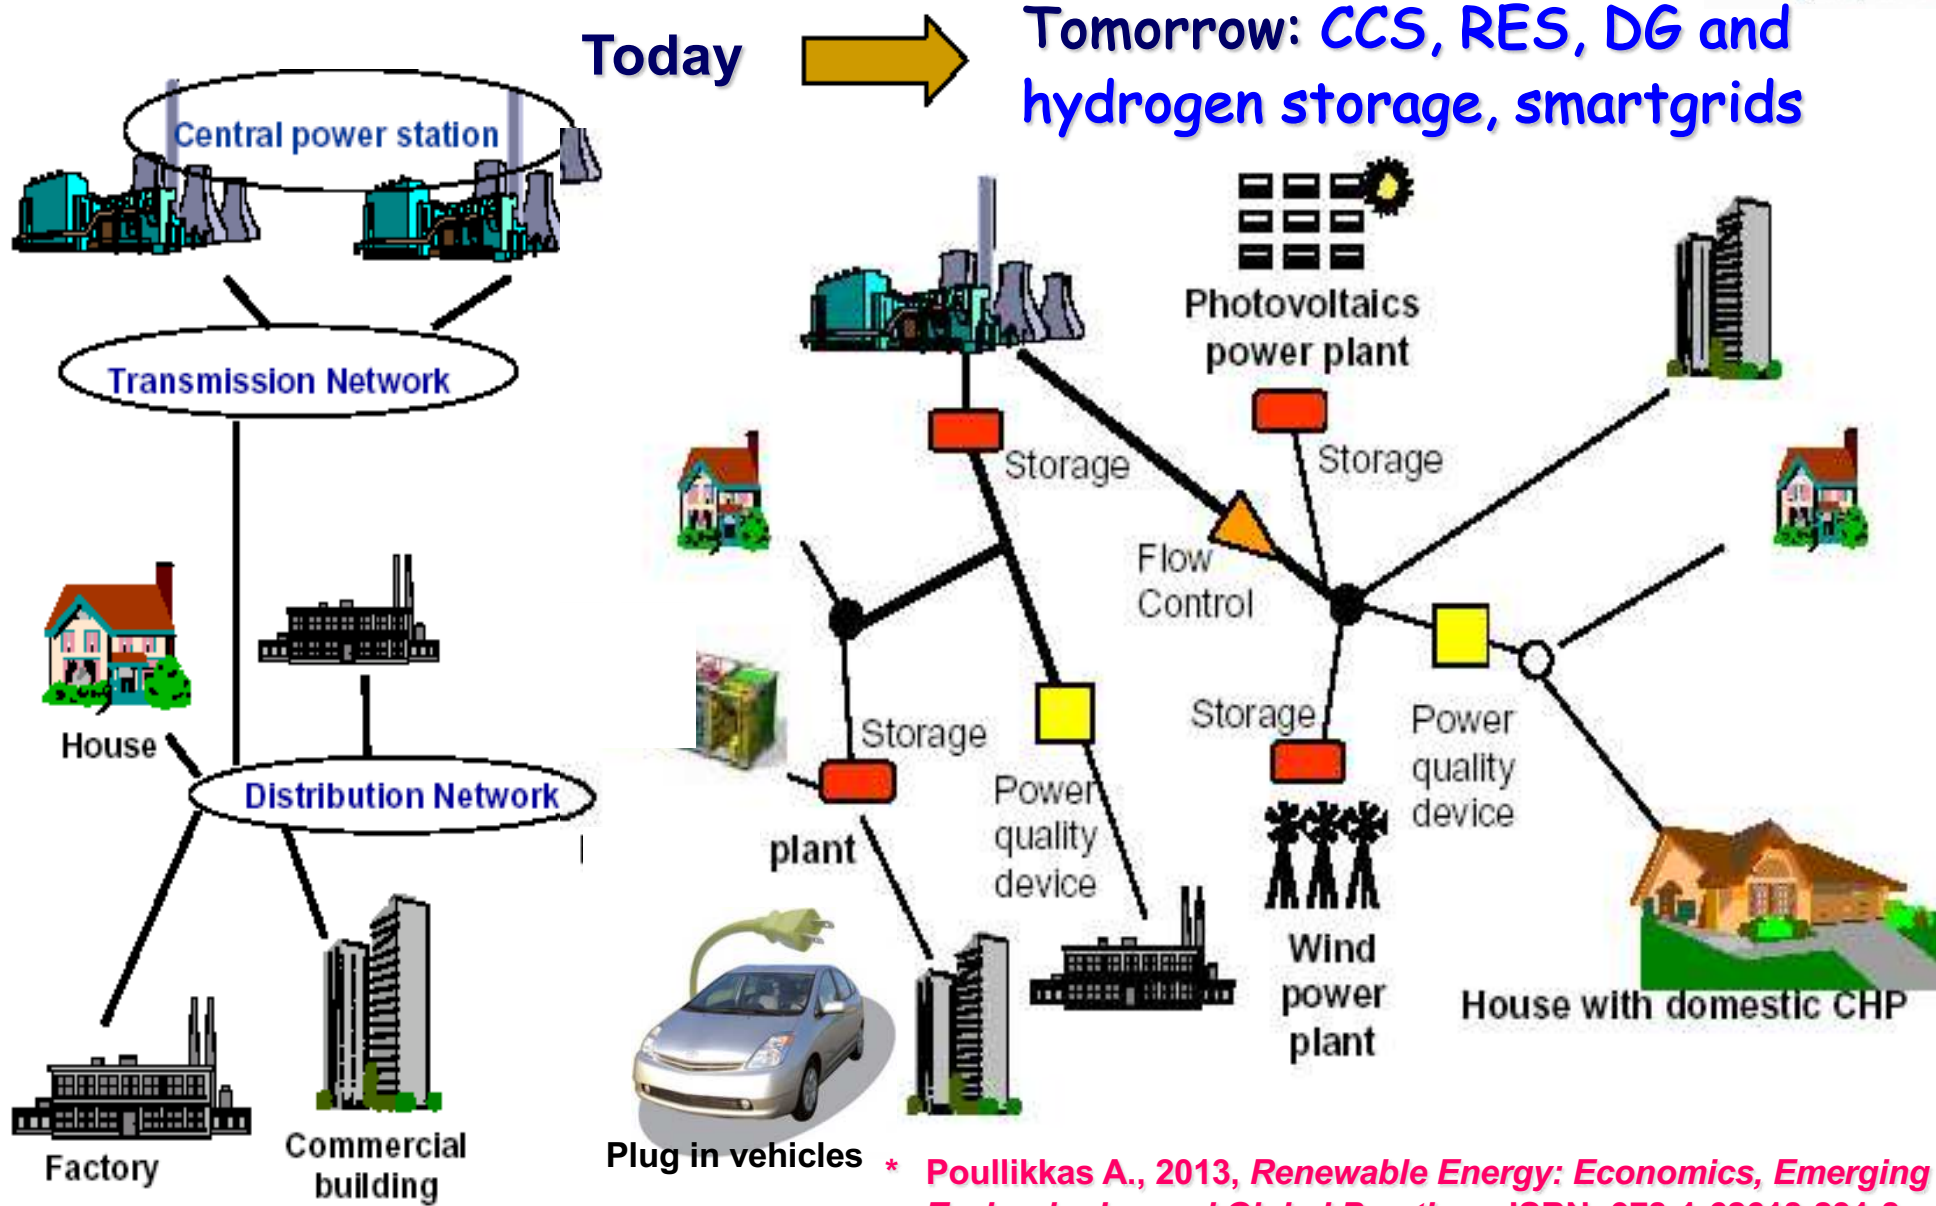 Today
Tomorrow: CCS, RES, DG and
hydrogen storage, smartgrids
Central power station
Transmission Network
House
Distribution Network
Factory
Commercial
building
Photovoltaics
power plant
Storage
Storage
Flow
Control
Storage
plant
Power
quality
device
Storage
Power
quality
device
Wind
power
plant
House with domestic CHP
Plug in vehicles
* Poullikkas A., 2013, Renewable Energy: Economics, Emerging